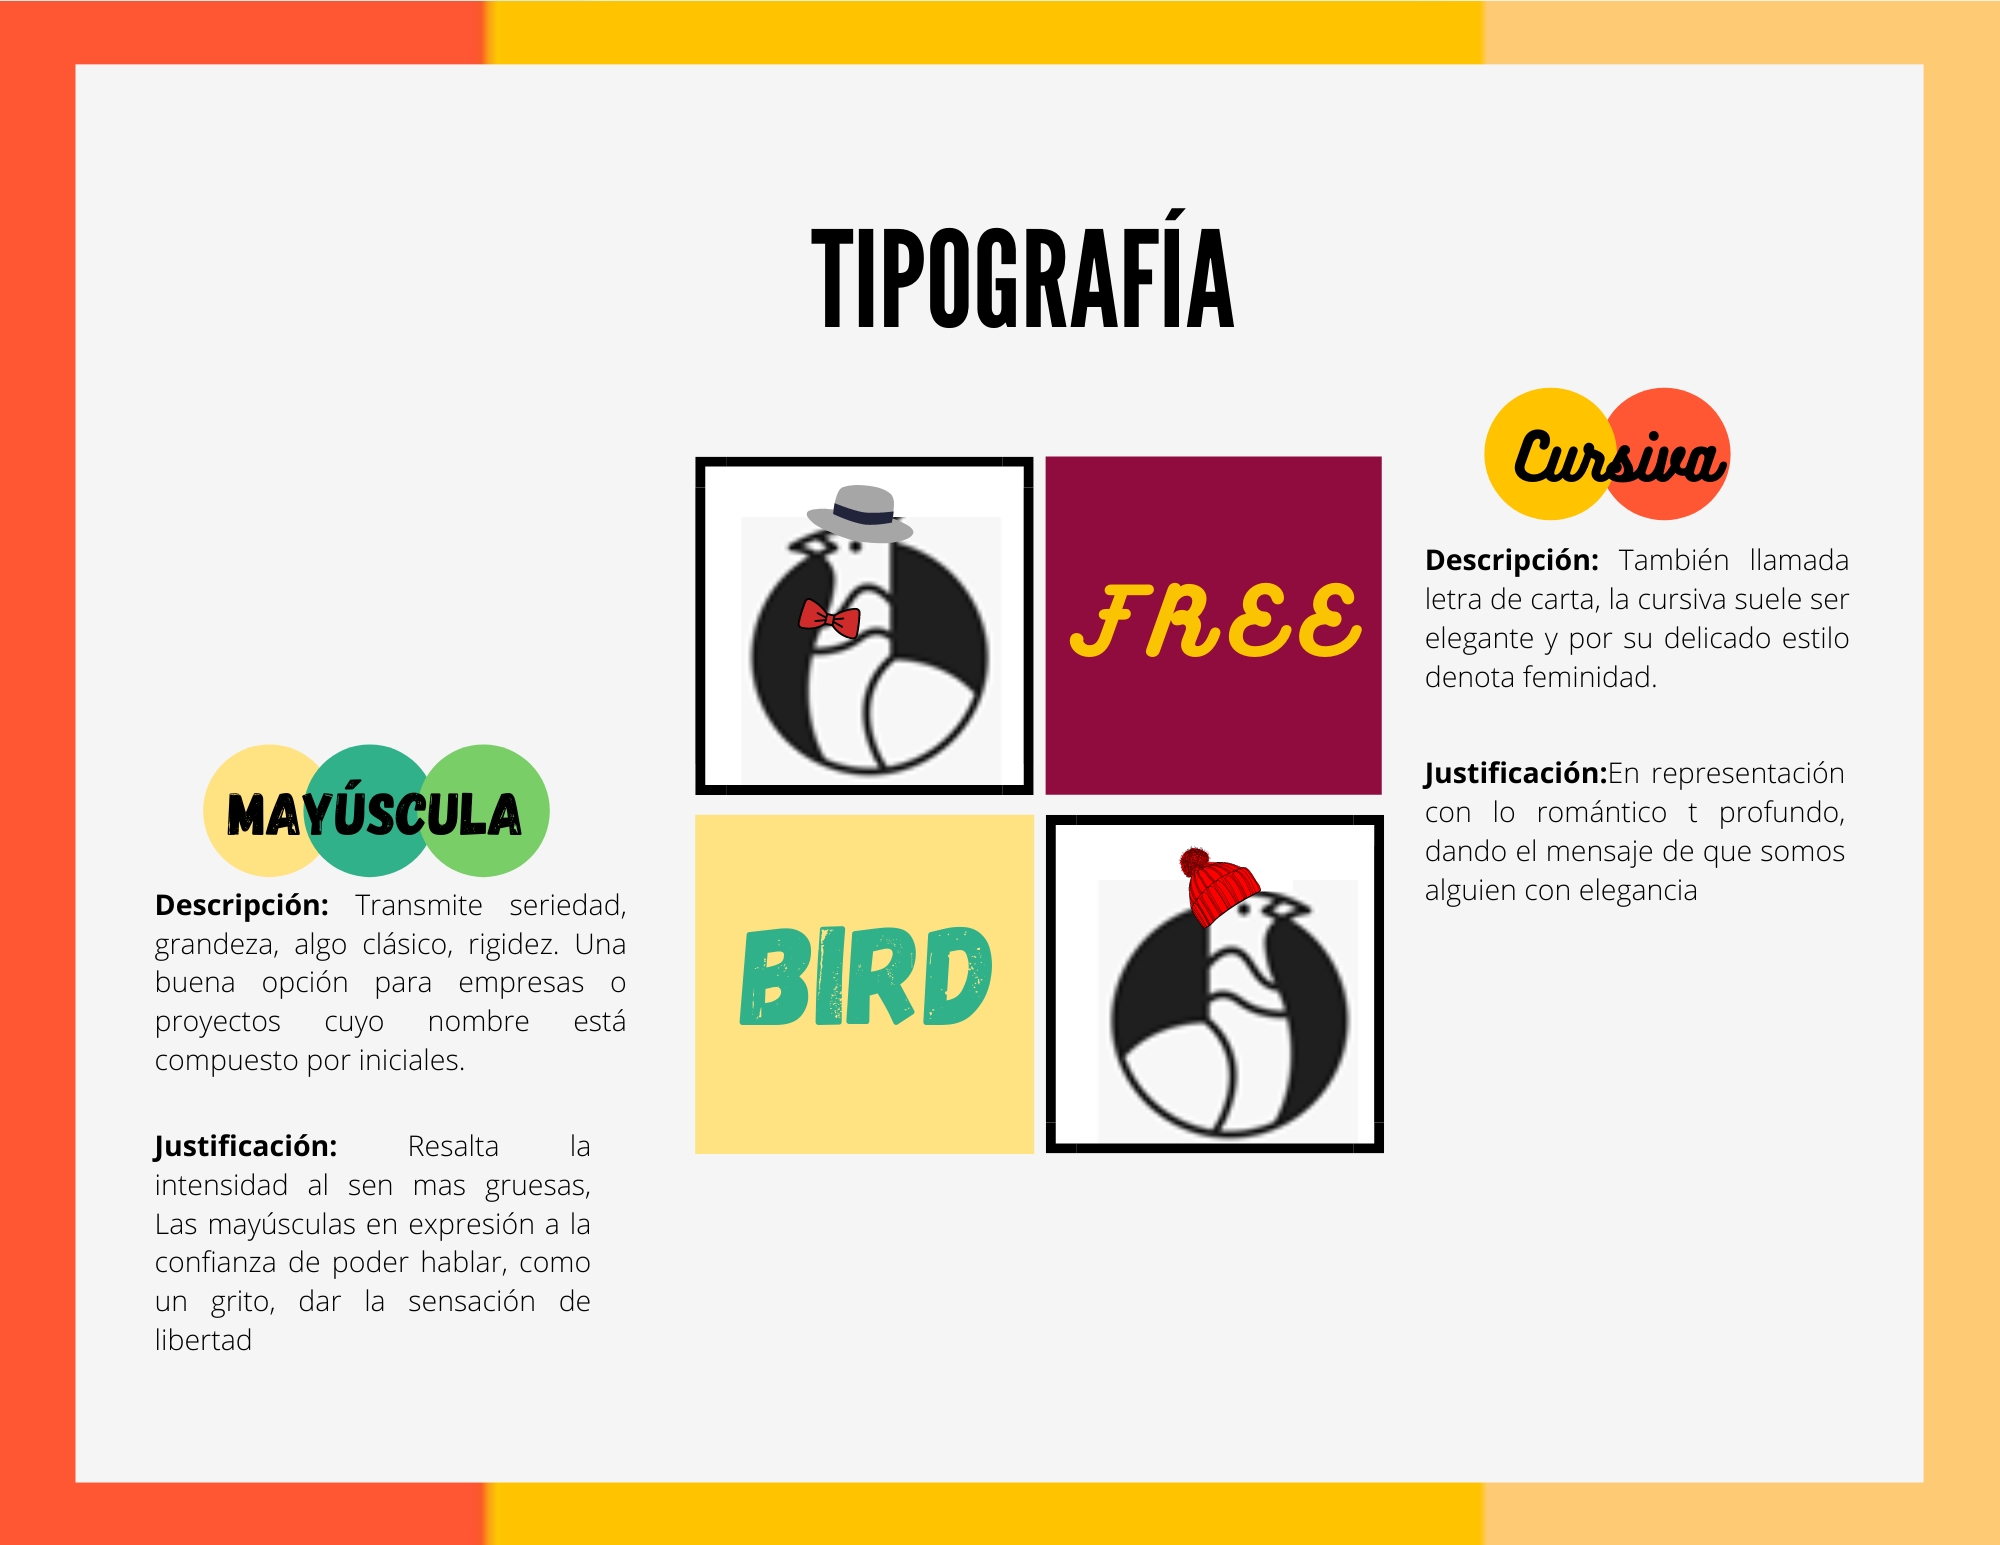 TIPOGRAFÍA
MAYÚSCULA
Descripción: Transmite seriedad,
grandeza, algo clásico, rigidez. Una
buena opción para empresas o
proyectos cuyo nombre está
compuesto por iniciales.
Justificación: Resalta la
intensidad al sen mas gruesas,
Las mayúsculas en expresión a la
confianza de poder hablar, como
un grito, dar la sensación de
libertad
FREE
BIRD
Cursiva
Descripción: También llamada
letra de carta, la cursiva suele ser
elegante y por su delicado estilo
denota feminidad.
Justificación:En representación
con lo romántico t profundo,
dando el mensaje de que somos
alguien con elegancia